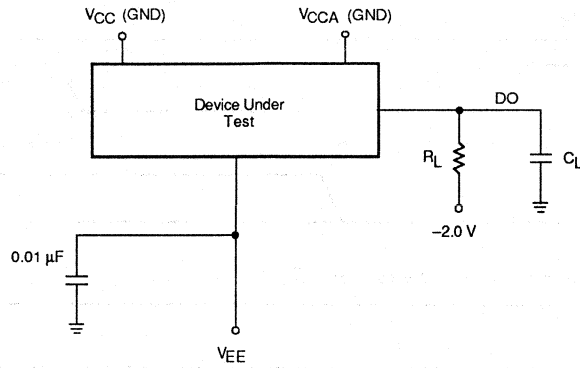 VCC (GND)
VCCA (GND)
Device Under
Test
DO
RL
CL
–2.0 V
0.01 µF
VEE